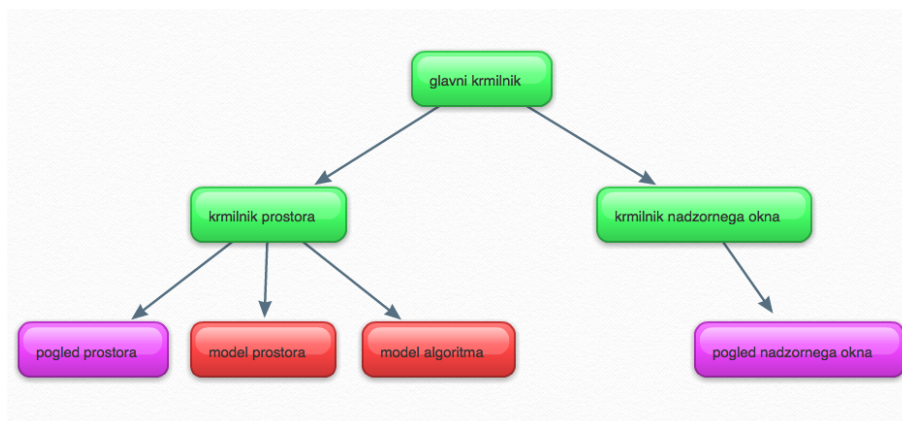 glavni krmilnik
krmilnik prostora
krmilnik nadzornega okna
pogled prostora
model prostora
model algoritma
pogled nadzornega okna